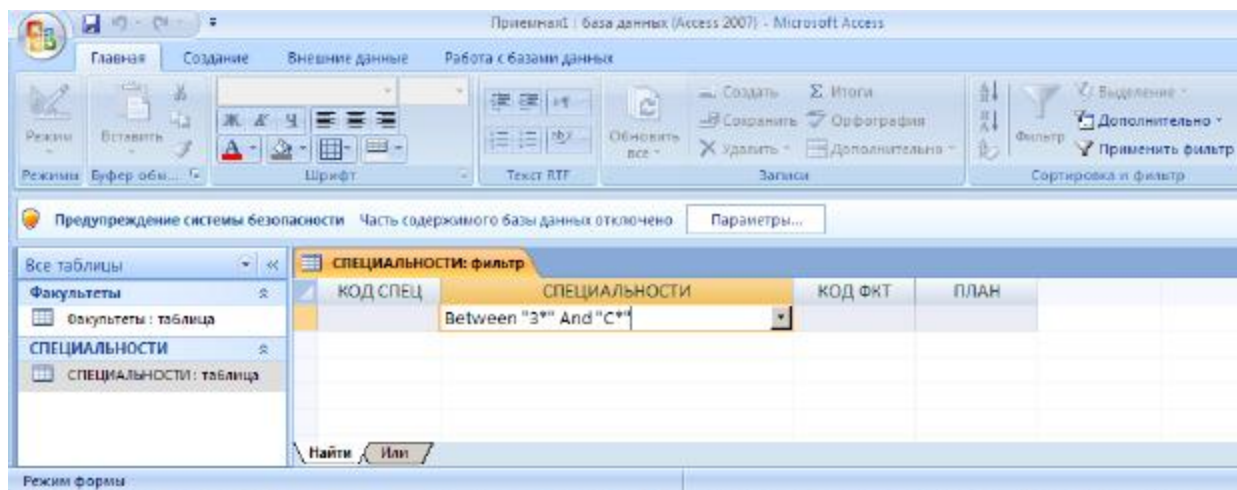 Приемная1 : база данных (Access 2007) - Microsoft Access
Главная Создание Внешние данные Работа с базами данных
Режим Вставить Ж К Ч Обновить все Создать Сохранить Удалить Итоги Орфография Дополнительно Фильтр Выделение Дополнительно Применить фильтр
Режимы Буфер обм... Шрифт Текст RTF Записи Сортировка и фильтр
Предупреждение системы безопасности Часть содержимого базы данных отключено Параметры...
Все таблицы СПЕЦИАЛЬНОСТИ: фильтр
Факультеты КОД СПЕЦ СПЕЦИАЛЬНОСТИ КОД ФКТ ПЛАН
Факультеты : таблица Between "З*" And "С*"
СПЕЦИАЛЬНОСТИ
СПЕЦИАЛЬНОСТИ : таблица
Найти Или
Режим формы